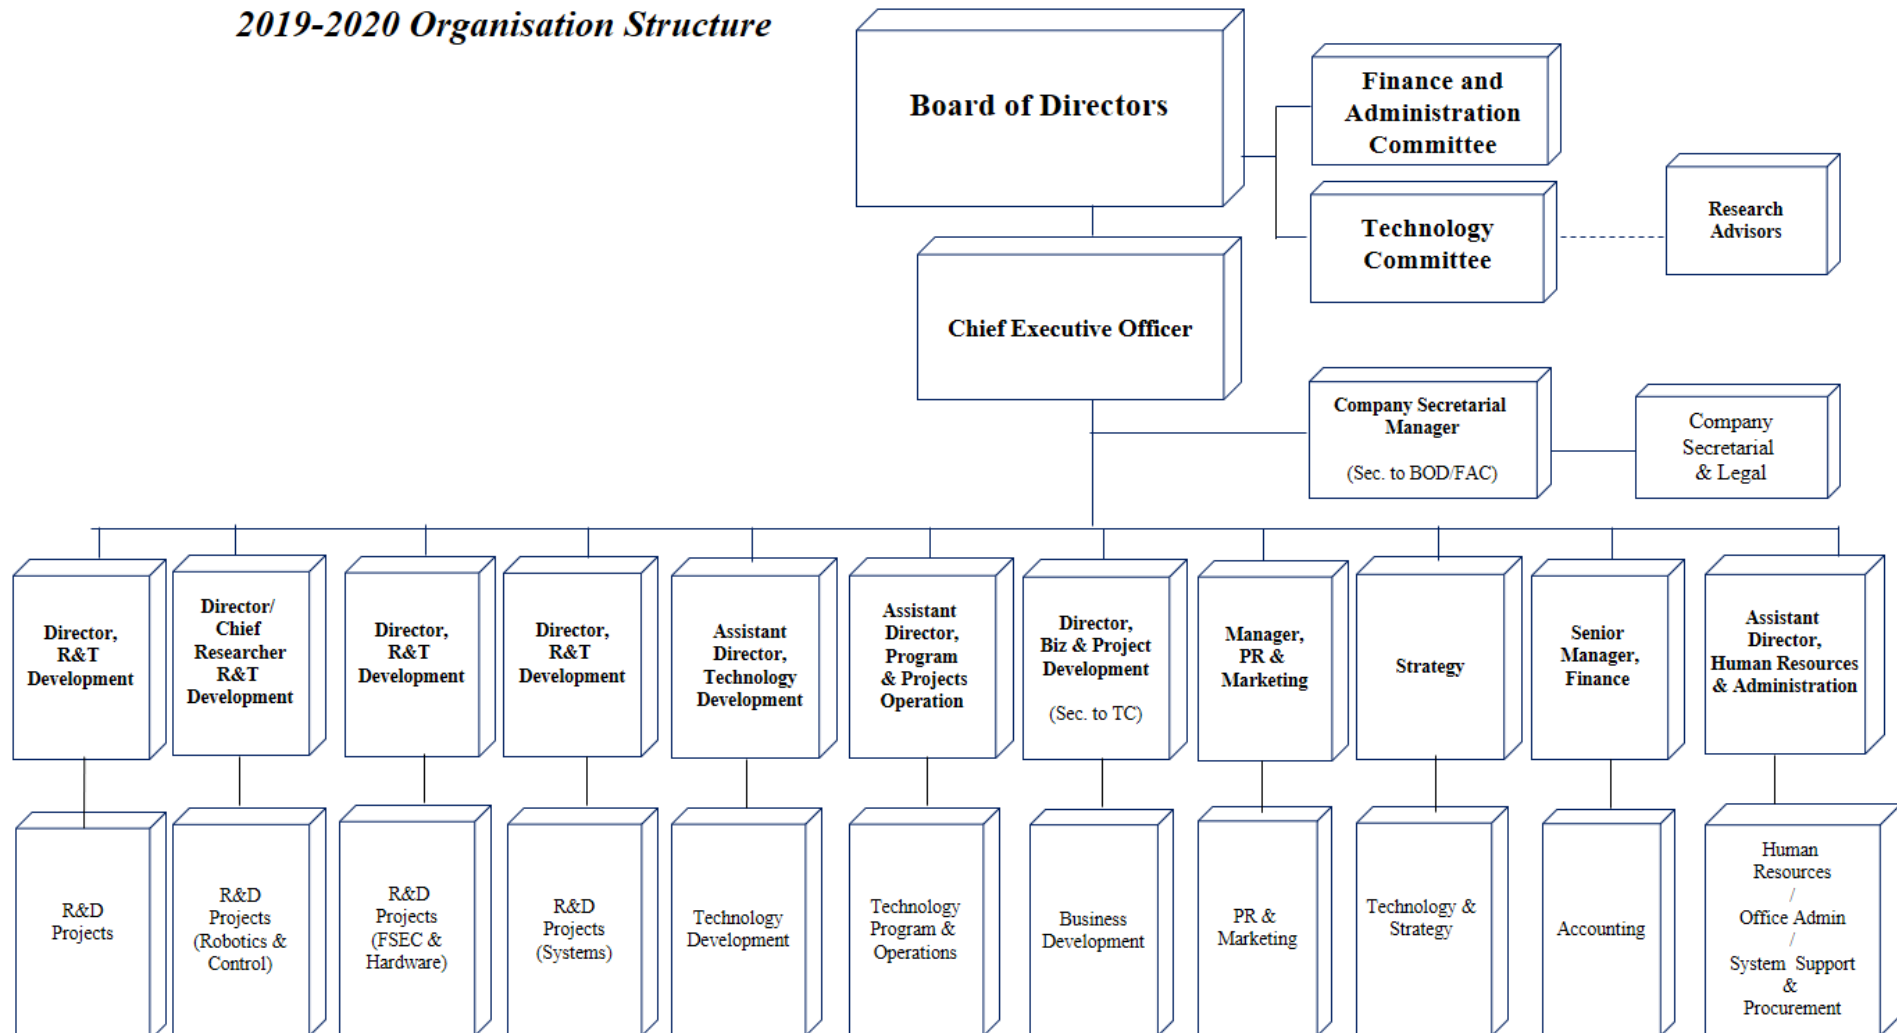 2019-2020 Organisation Structure
Board of Directors
Finance and
Administration
Committee
Technology
Committee
Research
Advisors
Chief Executive Officer
Company Secretarial
Manager
(Sec. to BOD/FAC)
Company
Secretarial
& Legal
Director,
R&T
Development
Director/
Chief
Researcher
R&T
Development
Director,
R&T
Development
Director,
R&T
Development
Assistant
Director,
Technology
Development
Assistant
Director,
Program
& Projects
Operation
Director,
Biz & Project
Development
(Sec. to TC)
Manager,
PR &
Marketing
Strategy
Senior
Manager,
Finance
Assistant
Director,
Human Resources
& Administration
R&D
Projects
R&D
Projects
(Robotics &
Control)
R&D
Projects
(FSEC &
Hardware)
R&D
Projects
(Systems)
Technology
Development
Technology
Program &
Operations
Business
Development
PR &
Marketing
Technology &
Strategy
Accounting
Human
Resources
/
Office Admin
/
System Support
&
Procurement